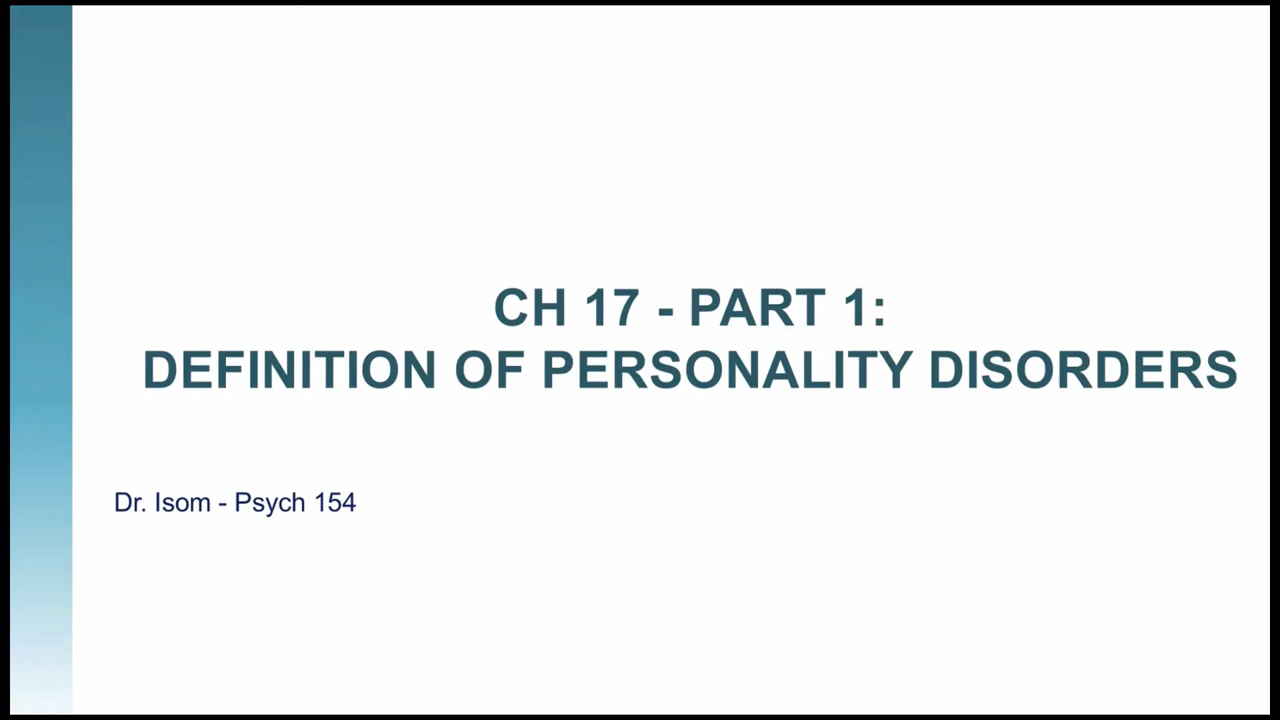 CH 17 - PART 1:
DEFINITION OF PERSONALITY DISORDERS
Dr. Isom - Psych 154